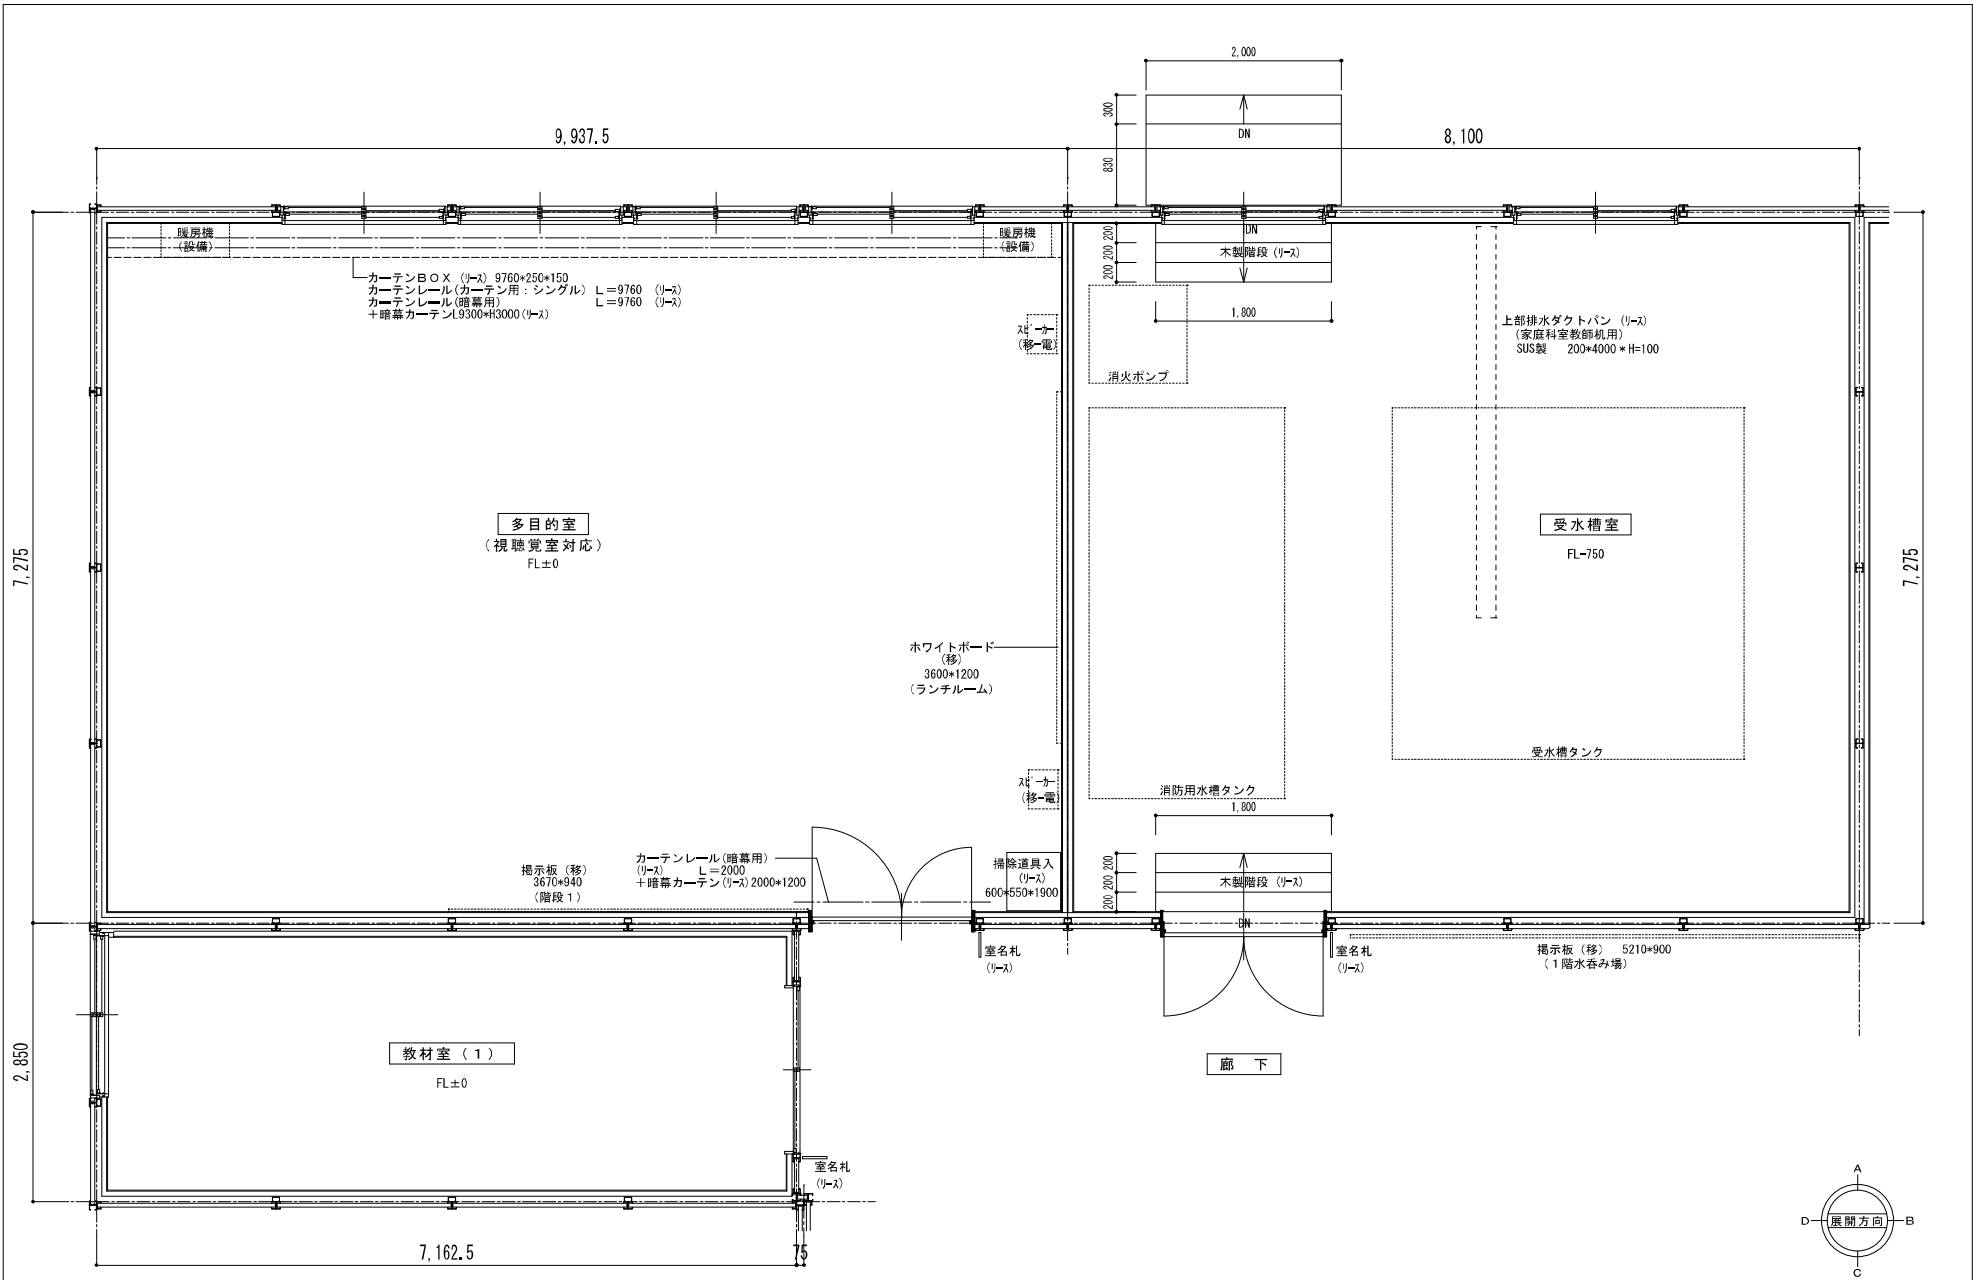 2,000
300
830
DN
9,937.5
8,100
暖房機
(設備)
暖房機
(設備)
カーテンBOX (リース) 9760*250*150
カーテンレール(カーテン用：シングル) L=9760 (リース)
カーテンレール(暗幕用) L=9760 (リース)
+暗幕カーテンL9300*H3000(リース)
200
200
200
DN
木製階段 (リース)
1,800
スピーカー
(移-電)
消火ポンプ
上部排水ダクトパン (リース)
(家庭科室教師机用)
SUS製 200*4000*H=100
多目的室
(視聴覚室対応)
FL±0
受水槽室
FL-750
7,275
7,275
ホワイトボード
(移)
3600*1200
(ランチルーム)
受水槽タンク
スピーカー
(移-電)
消防用水槽タンク
1,800
掲示板 (移)
3670*940
(階段1)
カーテンレール(暗幕用)
(リース) L=2000
+暗幕カーテン(リース)2000*1200
掃除道具入
(リース)
600*550*1900
200
200
200
木製階段 (リース)
DN
室名札
(リース)
室名札
(リース)
掲示板 (移) 5210*900
(1階水呑み場)
2,850
教材室 (1)
FL±0
廊 下
室名札
(リース)
7,162.5
75
A
D
展開方向
B
C